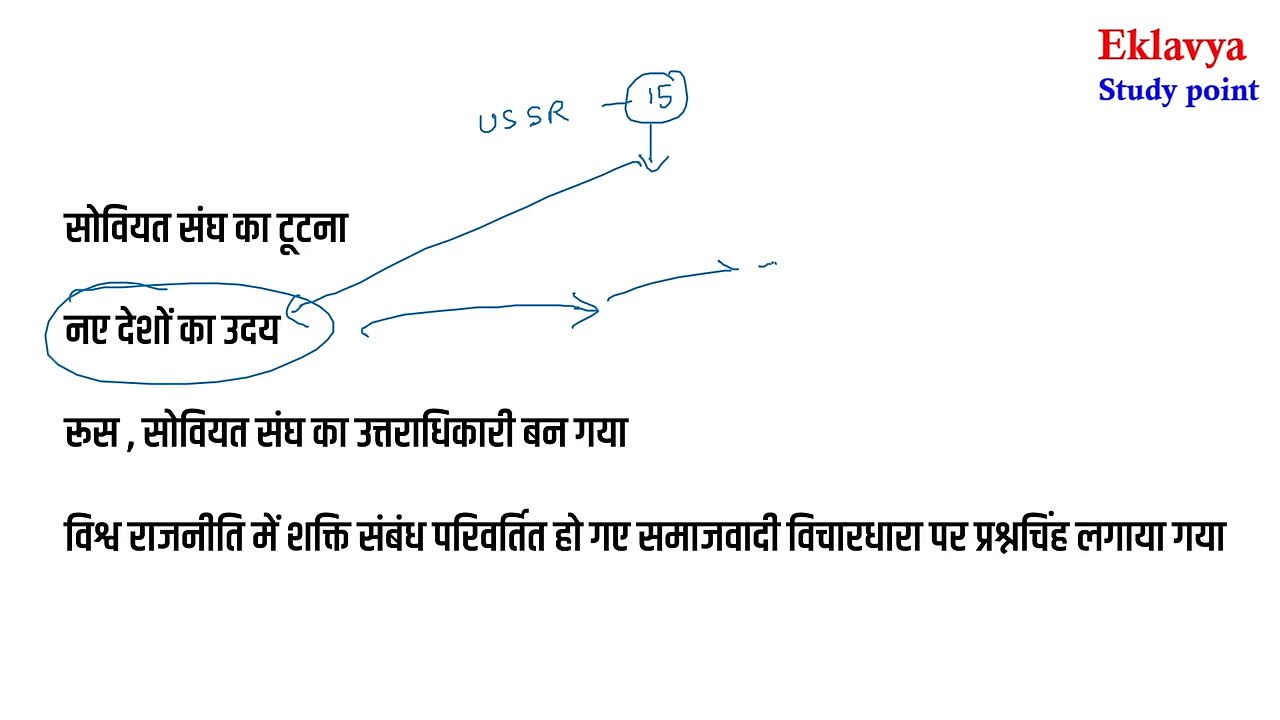 Eklavya
Study point
USSR - 15
सोवियत संघ का टूटना
नए देशों का उदय
रूस , सोवियत संघ का उत्तराधिकारी बन गया
विश्व राजनीति में शक्ति संबंध परिवर्तित हो गए समाजवादी विचारधारा पर प्रश्नचिंह लगाया गया